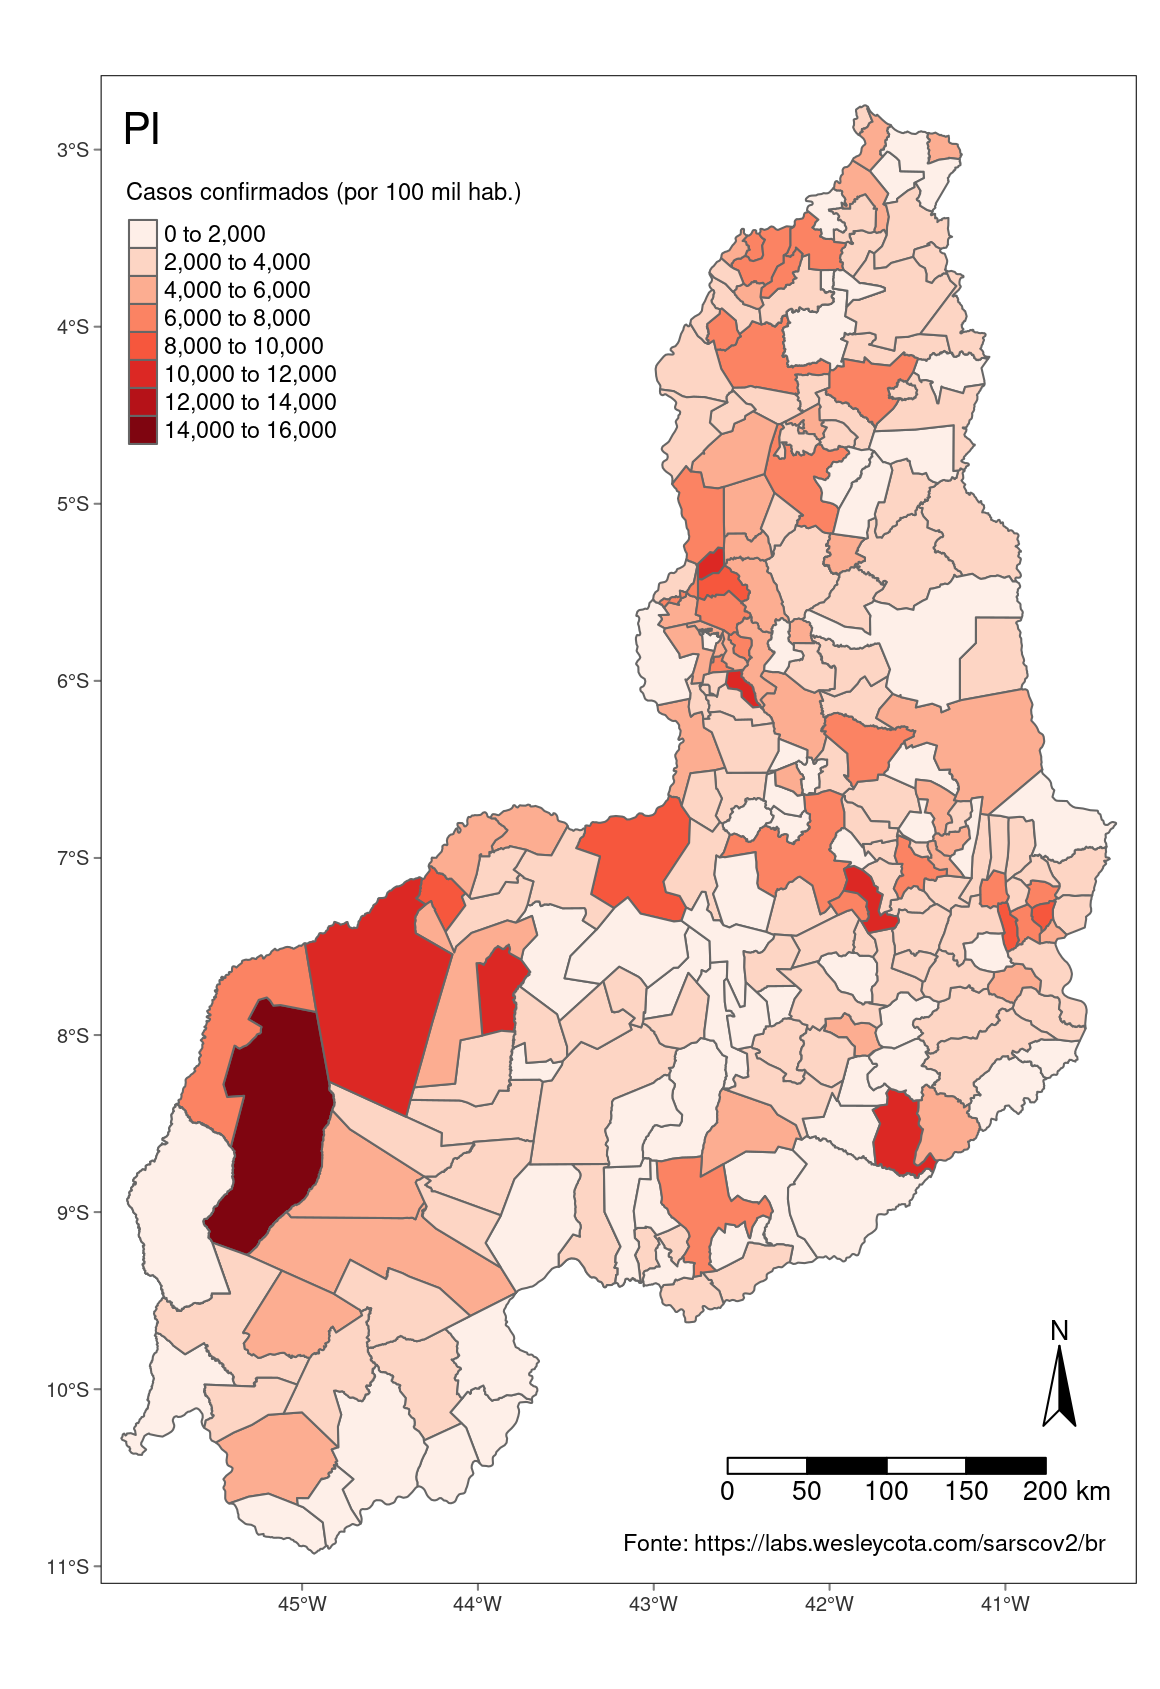 PI
Casos confirmados (por 100 mil hab.)
0 to 2,000
2,000 to 4,000
4,000 to 6,000
6,000 to 8,000
8,000 to 10,000
10,000 to 12,000
12,000 to 14,000
14,000 to 16,000
3°S
4°S
5°S
6°S
7°S
8°S
9°S
10°S
11°S
N
0 50 100 150 200 km
Fonte: https://labs.wesleycota.com/sarscov2/br
45°W 44°W 43°W 42°W 41°W